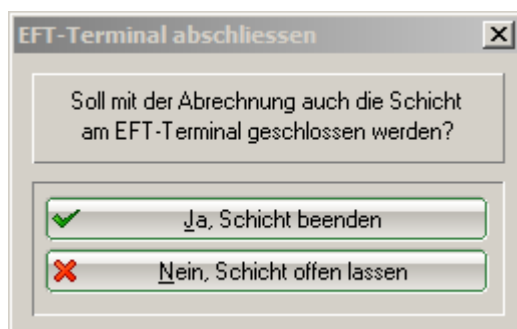 EFT-Terminal abschliessen
Soll mit der Abrechnung auch die Schicht
am EFT-Terminal geschlossen werden?
Ja, Schicht beenden
Nein, Schicht offen lassen